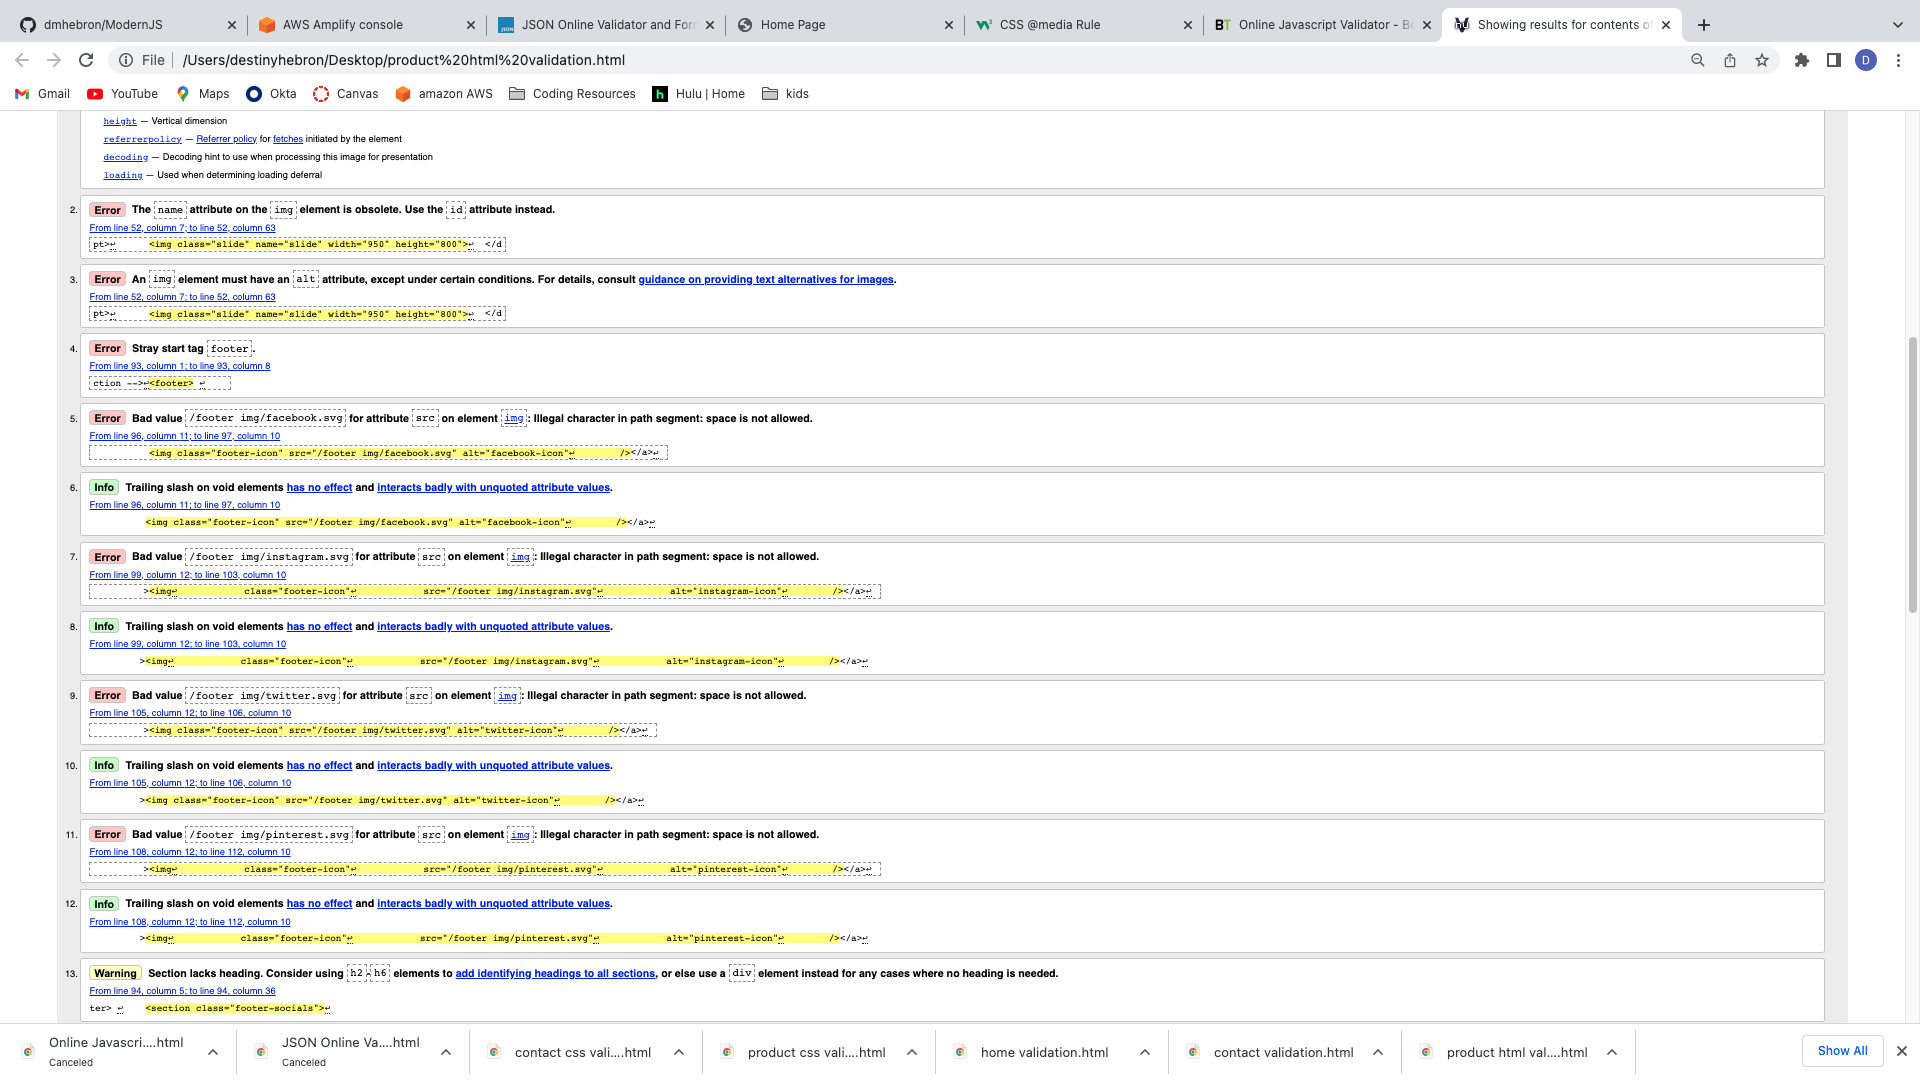 dmhebron/ModernJS
AWS Amplify console
JSON Online Validator and For
Home Page
CSS @media Rule
Online Javascript Validator - Be
Showing results for contents o
File
/Users/destinyhebron/Desktop/product%20html%20validation.html
D
Gmail
YouTube
Maps
Okta
Canvas
amazon AWS
Coding Resources
Hulu | Home
kids
height — Vertical dimension
referrerpolicy — Referrer policy for fetches initiated by the element
decoding — Decoding hint to use when processing this image for presentation
loading — Used when determining loading deferral
2. Error The name attribute on the img element is obsolete. Use the id attribute instead.
From line 52, column 7; to line 52, column 63
pt>↩ <img class="slide" name="slide" width="950" height="800">↩ </d
3. Error An img element must have an alt attribute, except under certain conditions. For details, consult guidance on providing text alternatives for images.
From line 52, column 7; to line 52, column 63
pt>↩ <img class="slide" name="slide" width="950" height="800">↩ </d
4. Error Stray start tag footer.
From line 93, column 1; to line 93, column 8
ction -->↩<footer> ↩
5. Error Bad value /footer img/facebook.svg for attribute src on element img: Illegal character in path segment: space is not allowed.
From line 96, column 11; to line 97, column 10
<img class="footer-icon" src="/footer img/facebook.svg" alt="facebook-icon"↩ /></a>↩
6. Info Trailing slash on void elements has no effect and interacts badly with unquoted attribute values.
From line 96, column 11; to line 97, column 10
<img class="footer-icon" src="/footer img/facebook.svg" alt="facebook-icon"↩ /></a>↩
7. Error Bad value /footer img/instagram.svg for attribute src on element img: Illegal character in path segment: space is not allowed.
From line 99, column 12; to line 103, column 10
><img↩ class="footer-icon"↩ src="/footer img/instagram.svg"↩ alt="instagram-icon"↩ /></a>↩
8. Info Trailing slash on void elements has no effect and interacts badly with unquoted attribute values.
From line 99, column 12; to line 103, column 10
><img↩ class="footer-icon"↩ src="/footer img/instagram.svg"↩ alt="instagram-icon"↩ /></a>↩
9. Error Bad value /footer img/twitter.svg for attribute src on element img: Illegal character in path segment: space is not allowed.
From line 105, column 12; to line 106, column 10
><img class="footer-icon" src="/footer img/twitter.svg" alt="twitter-icon"↩ /></a>↩
10. Info Trailing slash on void elements has no effect and interacts badly with unquoted attribute values.
From line 105, column 12; to line 106, column 10
><img class="footer-icon" src="/footer img/twitter.svg" alt="twitter-icon"↩ /></a>↩
11. Error Bad value /footer img/pinterest.svg for attribute src on element img: Illegal character in path segment: space is not allowed.
From line 108, column 12; to line 112, column 10
><img↩ class="footer-icon"↩ src="/footer img/pinterest.svg"↩ alt="pinterest-icon"↩ /></a>↩
12. Info Trailing slash on void elements has no effect and interacts badly with unquoted attribute values.
From line 108, column 12; to line 112, column 10
><img↩ class="footer-icon"↩ src="/footer img/pinterest.svg"↩ alt="pinterest-icon"↩ /></a>↩
13. Warning Section lacks heading. Consider using h2-h6 elements to add identifying headings to all sections, or else use a div element instead for any cases where no heading is needed.
From line 94, column 5; to line 94, column 36
ter> ↩ <section class="footer-socials">↩
Online Javascri....html
Canceled
JSON Online Va....html
Canceled
contact css vali....html
product css vali....html
home validation.html
contact validation.html
product html val....html
Show All